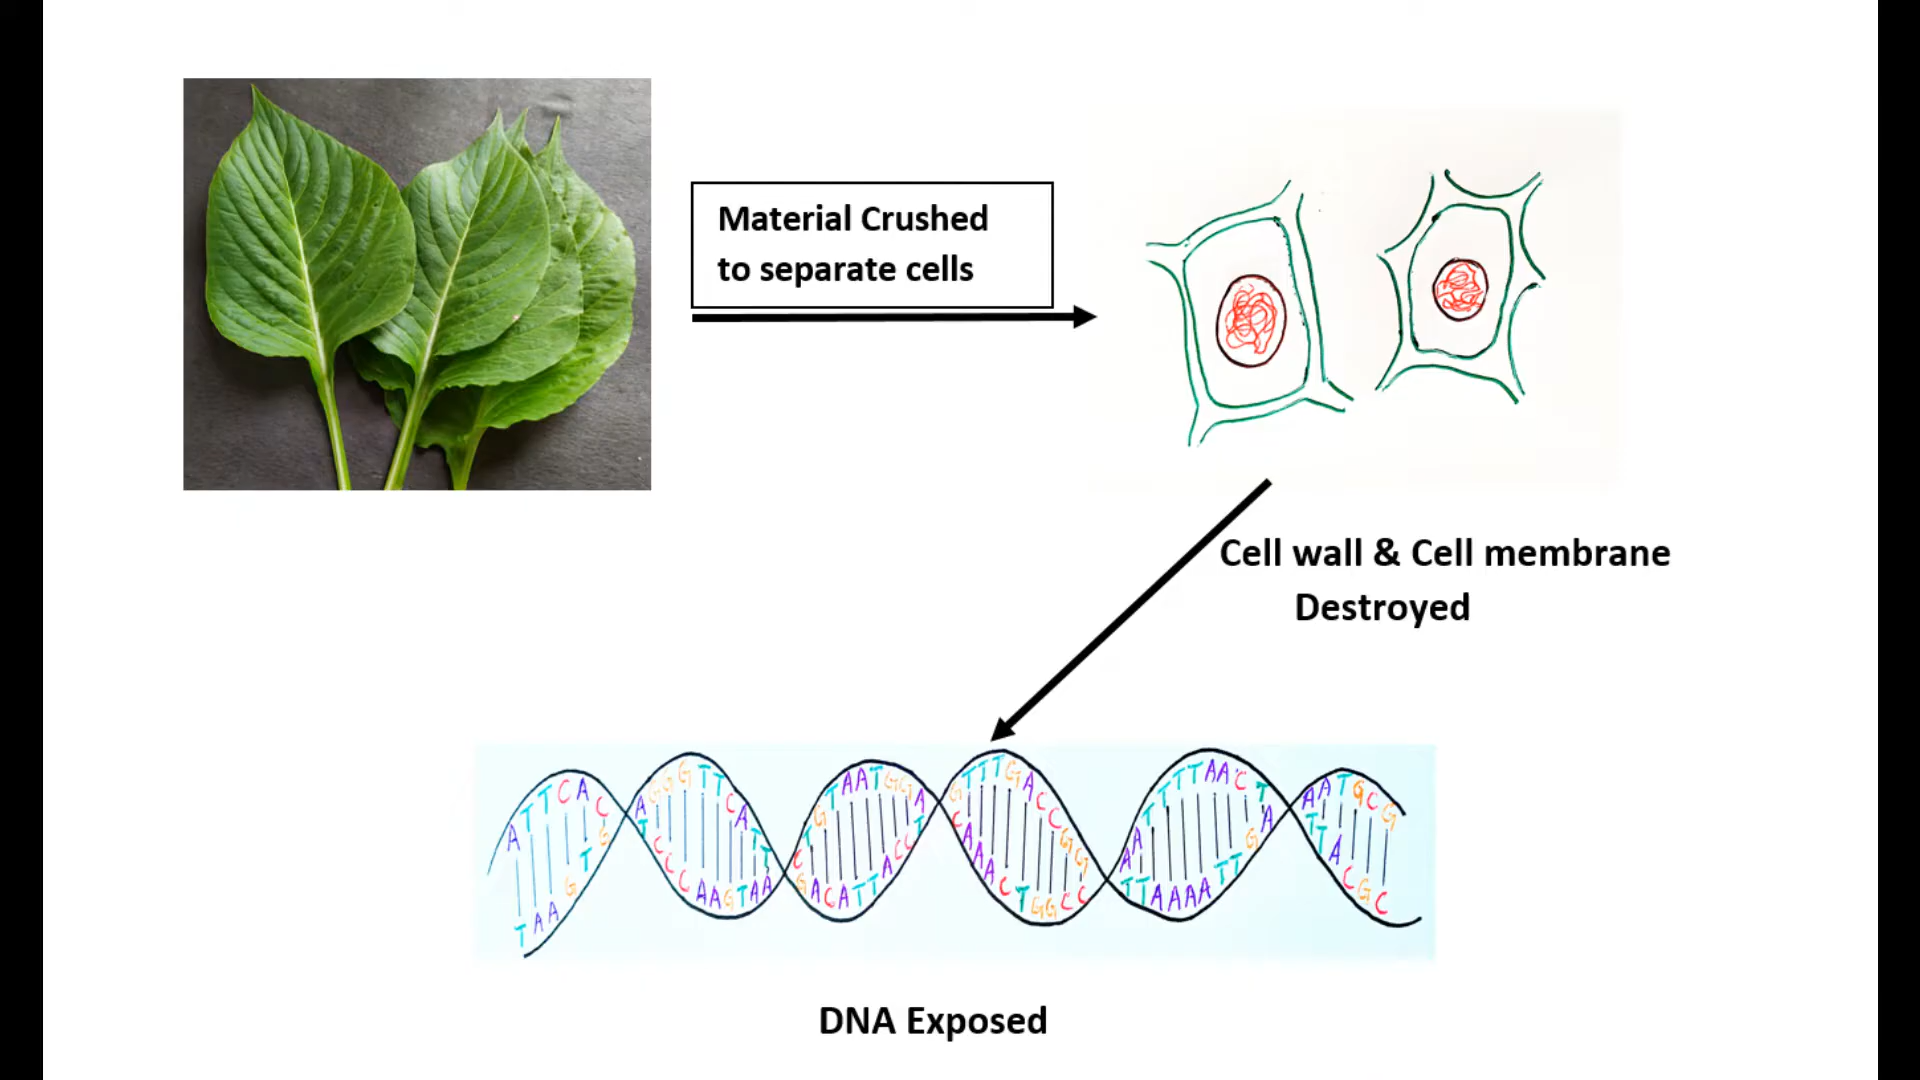 Material Crushed
to separate cells
Cell wall & Cell membrane
Destroyed
A T T C A C A G G G T T C A T T C T G T A A T G G A G T T T G A C C G G A A T T T T A A C T A A T G C G
DNA Exposed